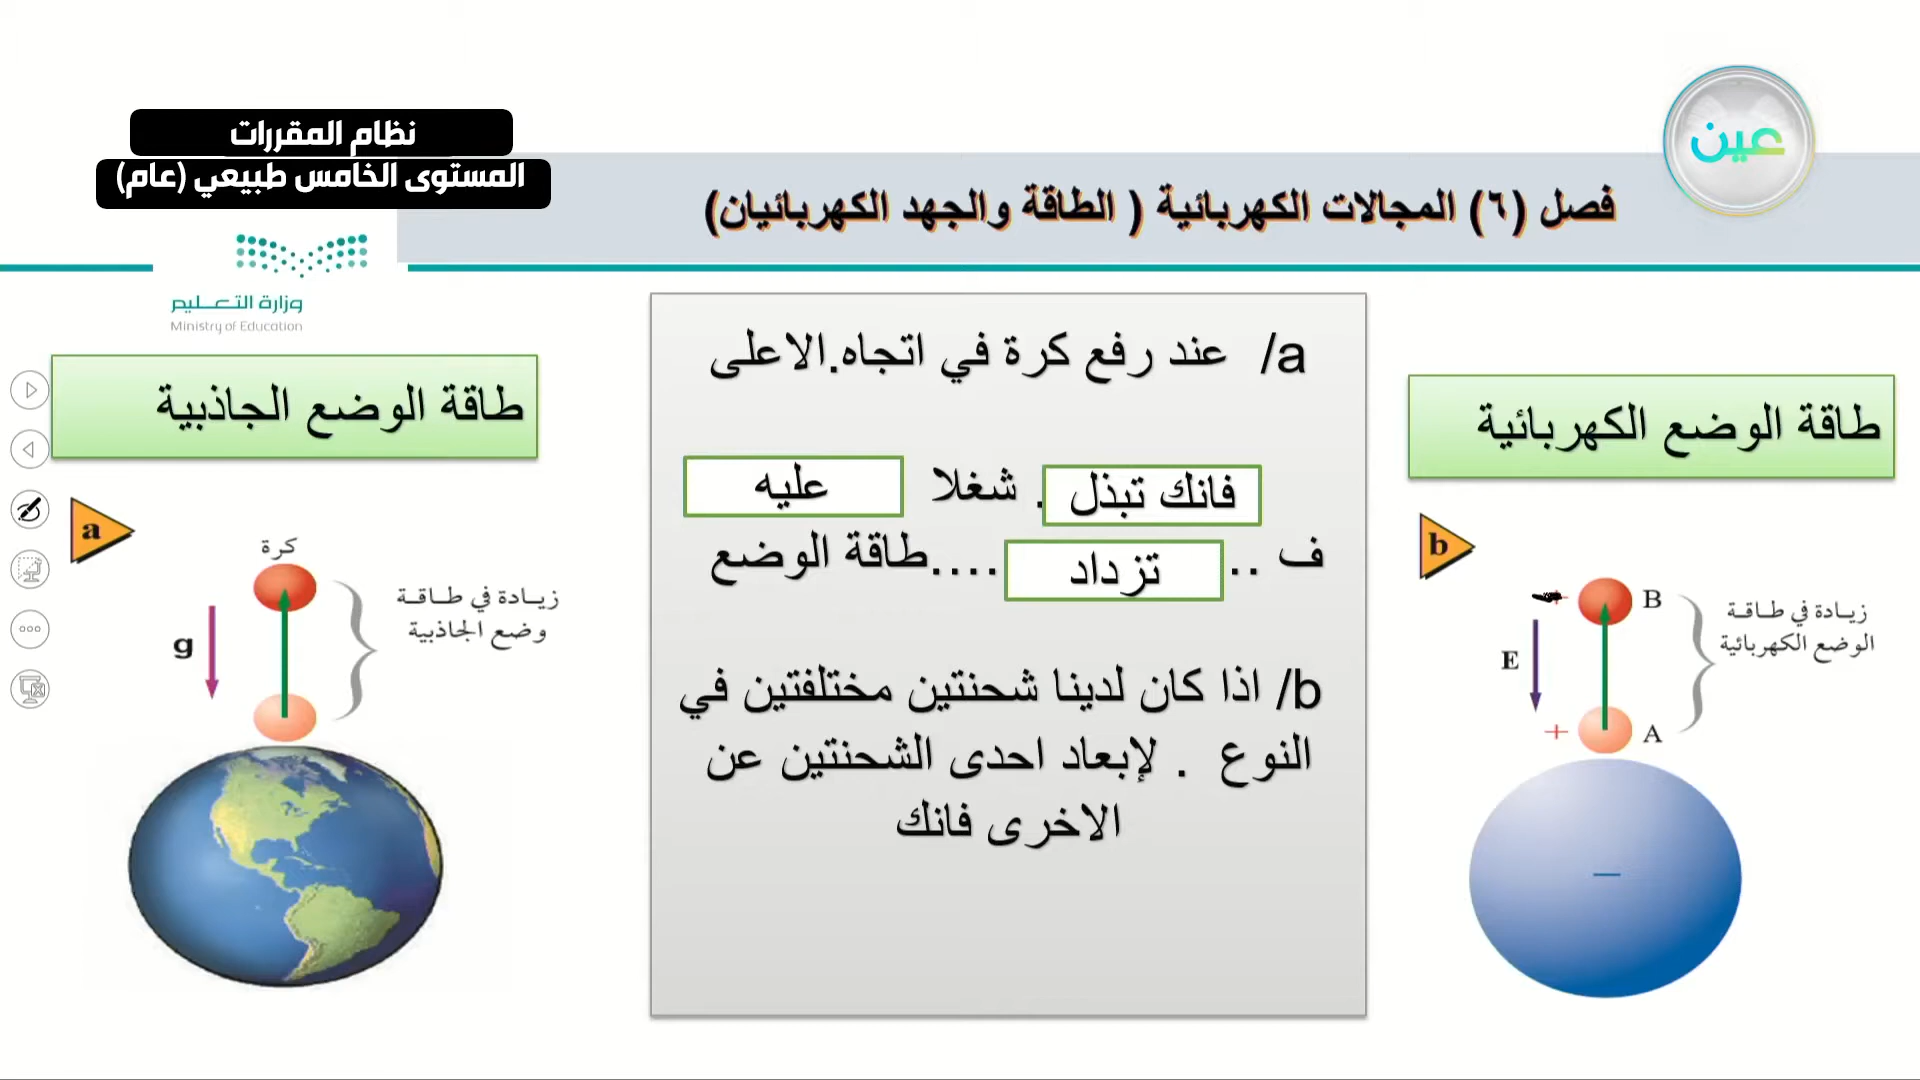 عين
نظام المقررات
المستوى الخامس طبيعي (عام)
فصل (٦) المجالات الكهربائية ( الطاقة والجهد الكهربائيان)
وزارة التعليم
Ministry of Education
طاقة الوضع الكهربائية
b
B
زيادة في طاقة
الوضع الكهربائية
E
+ A
−
a/ عند رفع كرة في اتجاه.الاعلى
فانك تبذل . شغلا عليه
ف .. تزداد ....طاقة الوضع
b/ اذا كان لدينا شحنتين مختلفتين في
النوع . لإبعاد احدى الشحنتين عن
الاخرى فانك
طاقة الوضع الجاذبية
a
كرة
زيادة في طاقة
وضع الجاذبية
g